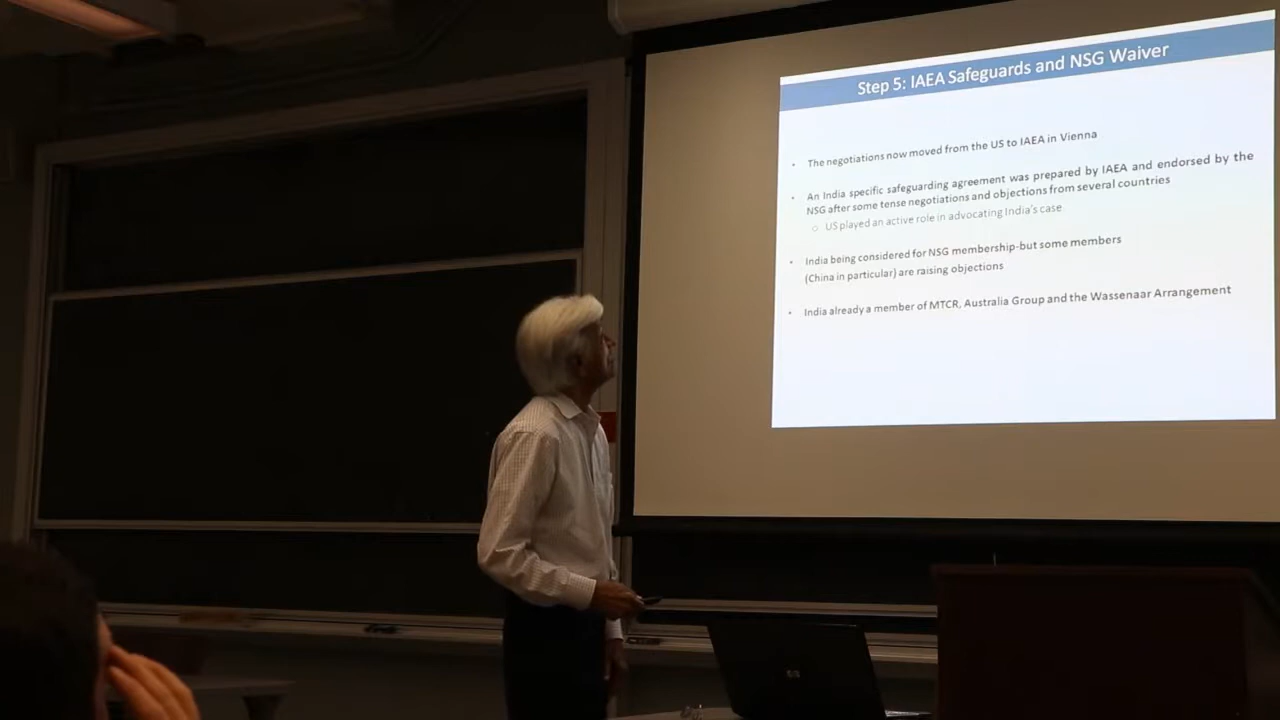 Step 5: IAEA Safeguards and NSG Waiver
The negotiations now moved from the US to IAEA in Vienna
An India specific safeguarding agreement was prepared by IAEA and endorsed by the
NSG after some tense negotiations and objections from several countries
US played an active role in advocating India's case
India being considered for NSG membership-but some members
(China in particular) are raising objections
India already a member of MTCR, Australia Group and the Wassenaar Arrangement
hp